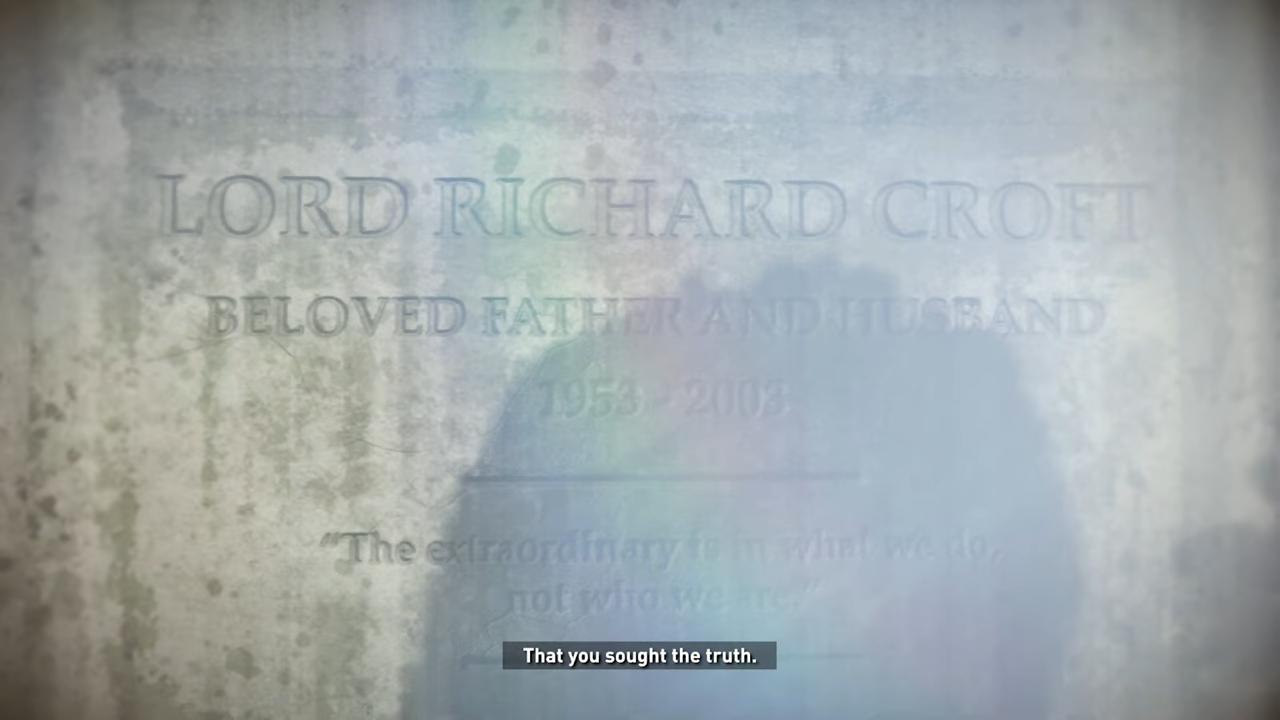 LORD RICHARD CROFT
BELOVED FATHER AND HUSBAND
1953 - 2003
“The extraordinary is in what we do,
not who we are.”
That you sought the truth.